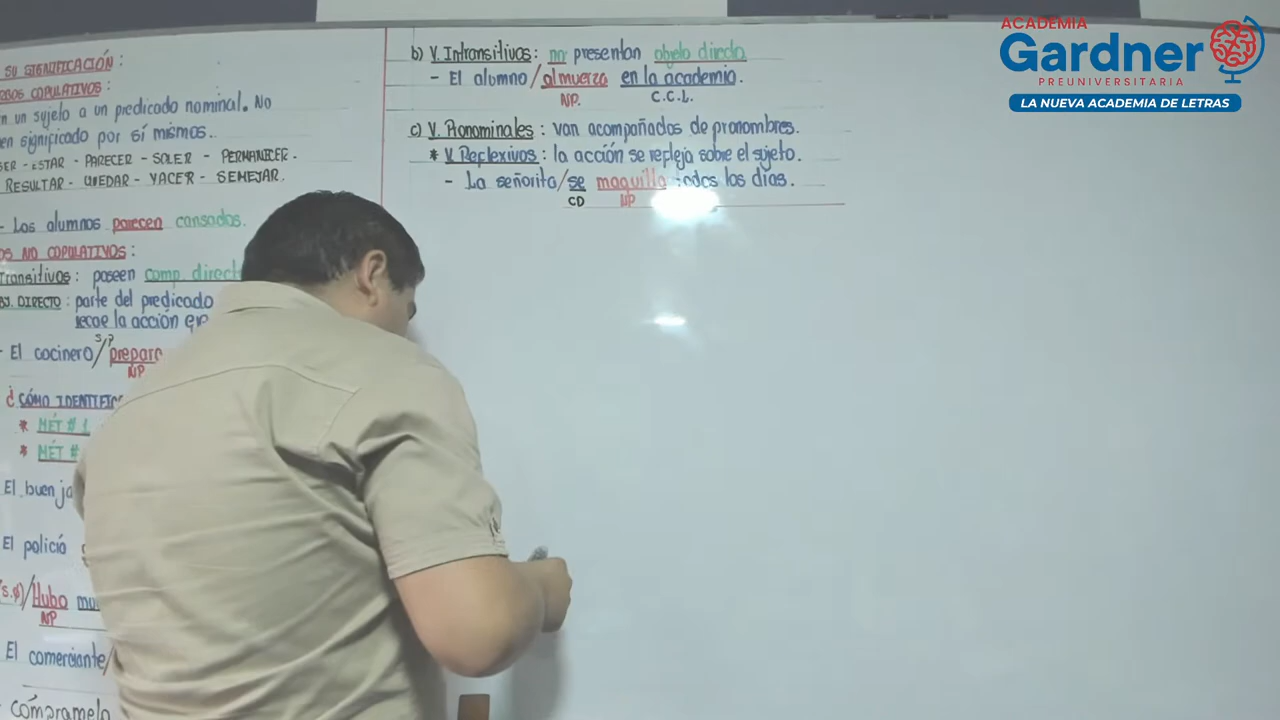 SU SIGNIFICACIÓN:
RBOS COPULATIVOS:
n un sujeto a un predicado nominal. No
en significado por sí mismos.
SER - ESTAR - PARECER - SOLER - PERMANECER.
RESULTAR - QUEDAR - YACER - SEMEJAR.
- Los alumnos parecen cansados.
OS NO COPULATIVOS:
Transitivos: poseen comp. direct
BJ. DIRECTO: parte del predicado
recae la acción
s/p
- El cocinero/prepara
NP
¿CÓMO IDENTIFIC
* MÉT # 1
* MÉT #
El buen ja
El policía
(s.ø)/Hubo mu
NP
El comerciante/
cómpramelo
b) V. Intransitivos: no presentan objeto directo
- El alumno/almuerza en la academia.
NP. C.C.L.
c) V. Pronominales: van acompañados de pronombres.
* V. Reflexivos: la acción se refleja sobre el sujeto.
- La señorita/se maquilla todos los días.
CD NP
ACADEMIA
Gardner
PREUNIVERSITARIA
LA NUEVA ACADEMIA DE LETRAS